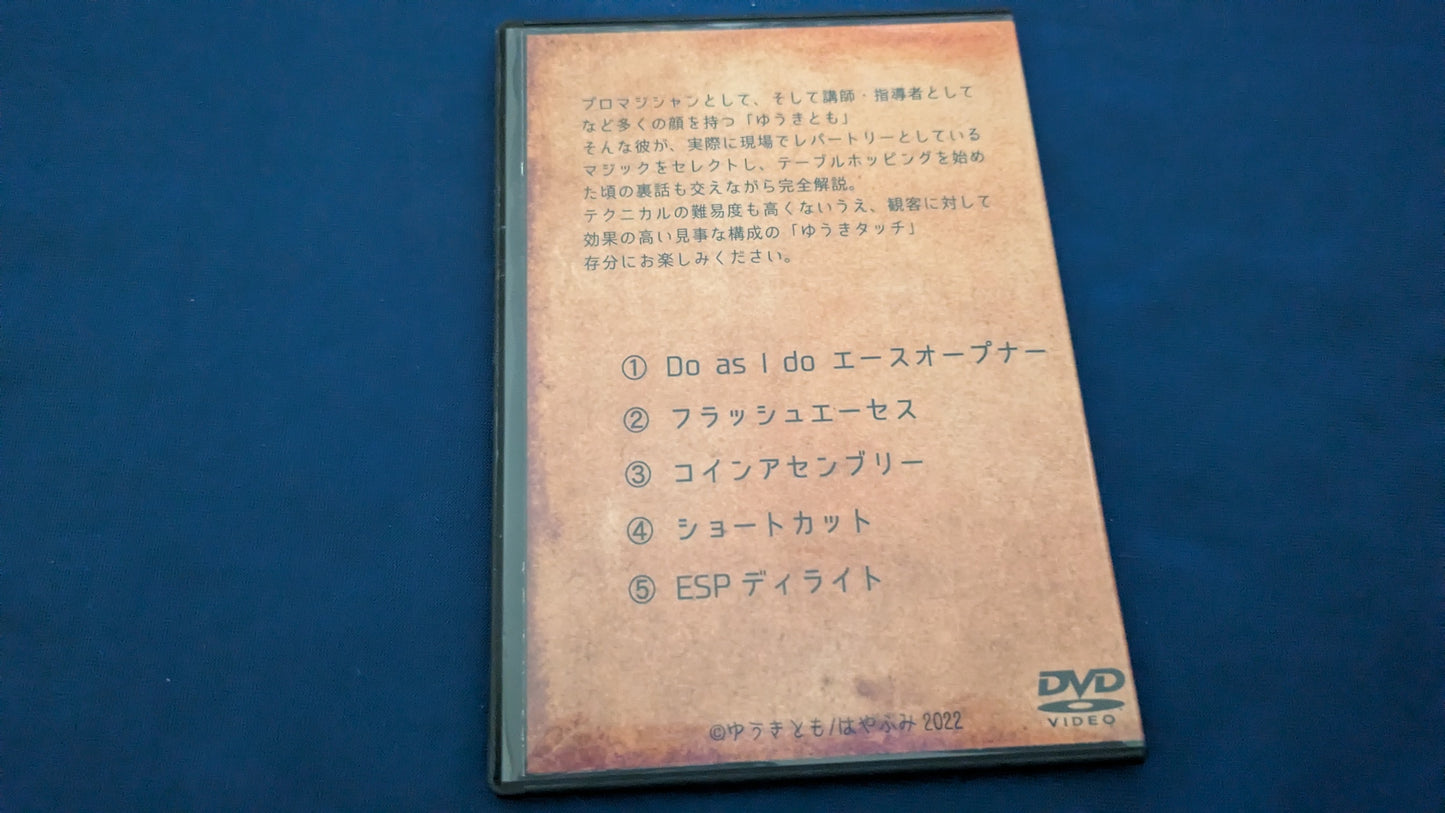 プロマジシャンとして、そして講師・指導者として
など多くの顔を持つ「ゆうきとも」
そんな彼が、実際に現場でレパートリーとしている
マジックをセレクトし、テーブルホッピングを始め
た頃の裏話も交えながら完全解説。
テクニカルの難易度も高くないうえ、観客に対して
効果の高い見事な構成の「ゆうきタッチ」
存分にお楽しみください。
① Do as I do エースオープナー
② フラッシュエーセス
③ コインアセンブリー
④ ショートカット
⑤ ESPディライト
DVD
VIDEO
©ゆうきとも/はやふみ 2022